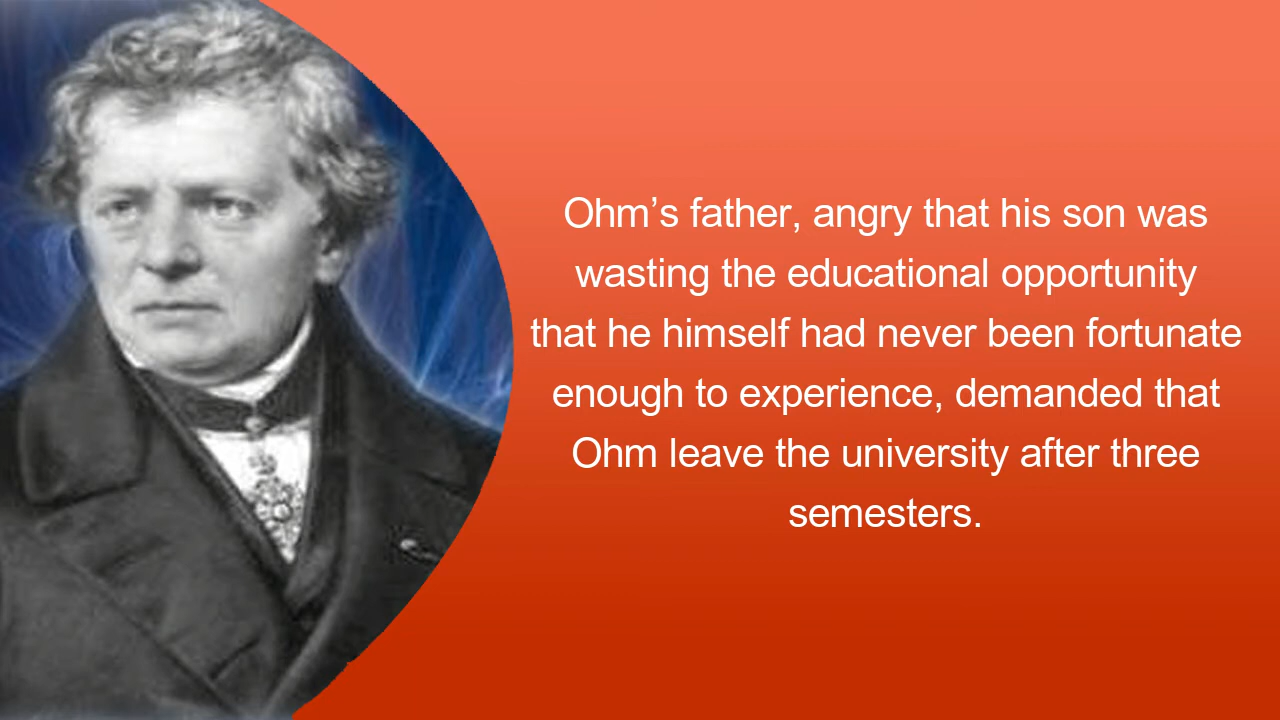 Ohm’s father, angry that his son was
wasting the educational opportunity
that he himself had never been fortunate
enough to experience, demanded that
Ohm leave the university after three
semesters.